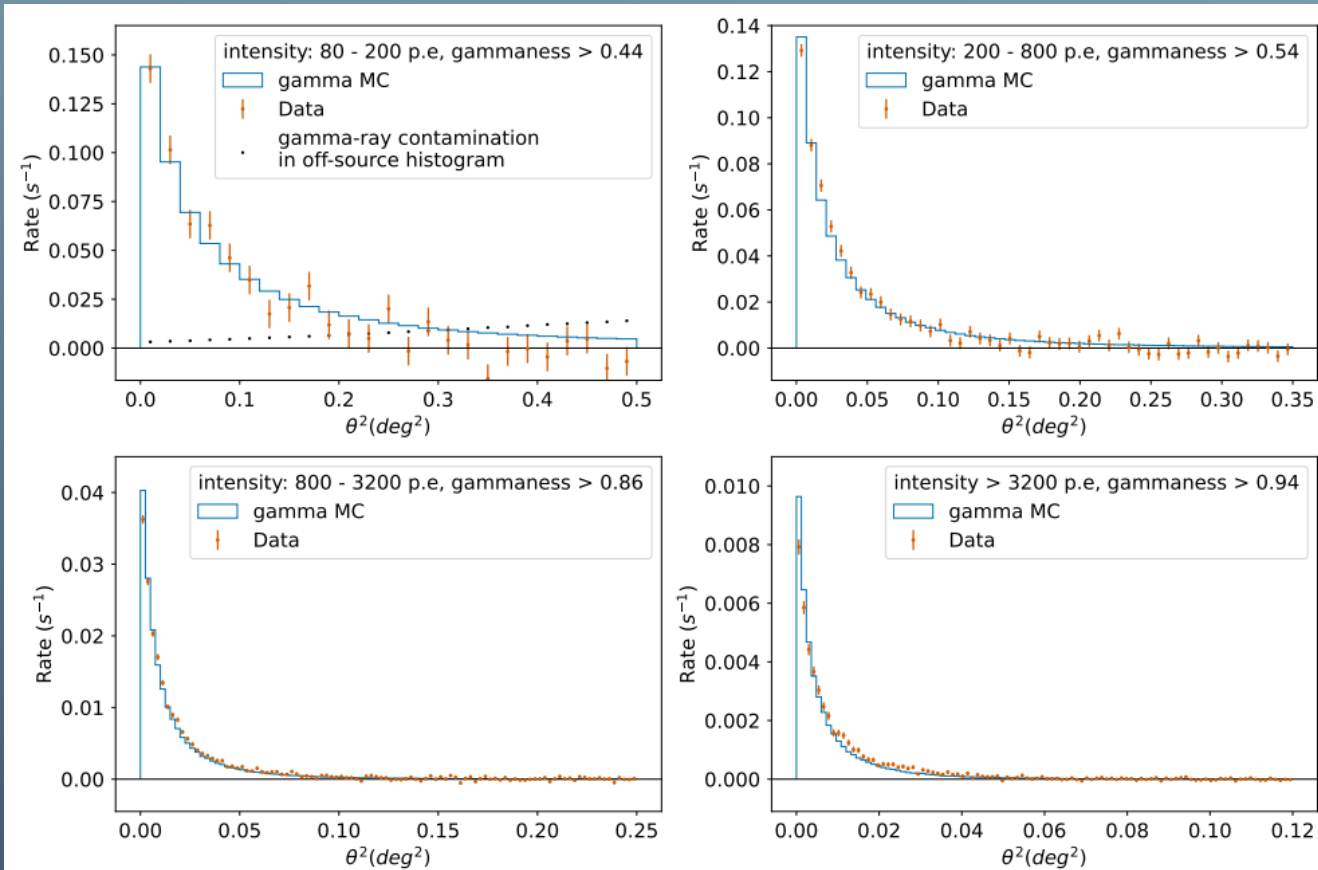 intensity: 80 - 200 p.e, gammaness > 0.44
gamma MC
Data
gamma-ray contamination
in off-source histogram
Rate (s⁻¹)
0.150
0.125
0.100
0.075
0.050
0.025
0.000
0.0 0.1 0.2 0.3 0.4 0.5
θ²(deg²)
intensity: 200 - 800 p.e, gammaness > 0.54
gamma MC
Data
Rate (s⁻¹)
0.14
0.12
0.10
0.08
0.06
0.04
0.02
0.00
0.00 0.05 0.10 0.15 0.20 0.25 0.30 0.35
θ²(deg²)
intensity: 800 - 3200 p.e, gammaness > 0.86
gamma MC
Data
Rate (s⁻¹)
0.04
0.03
0.02
0.01
0.00
0.00 0.05 0.10 0.15 0.20 0.25
θ²(deg²)
intensity > 3200 p.e, gammaness > 0.94
gamma MC
Data
Rate (s⁻¹)
0.010
0.008
0.006
0.004
0.002
0.000
0.00 0.02 0.04 0.06 0.08 0.10 0.12
θ²(deg²)